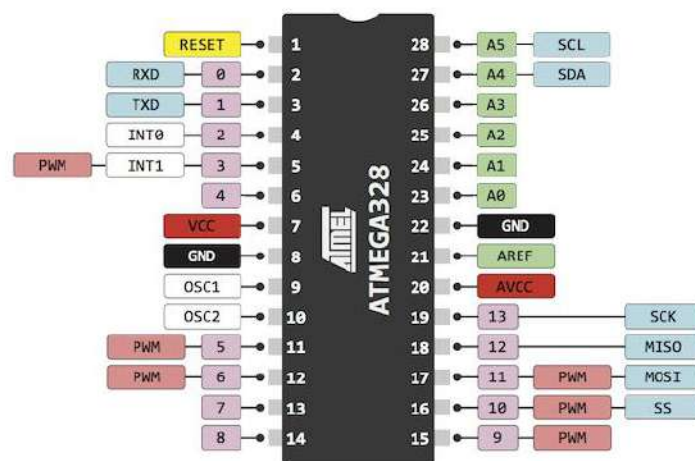 RESET 1 28 A5 SCL
RXD 0 2 27 A4 SDA
TXD 1 3 26 A3
INT0 2 4 25 A2
PWM INT1 3 5 24 A1
4 6 23 A0
VCC 7 22 GND
GND 8 21 AREF
OSC1 9 20 AVCC
OSC2 10 19 13 SCK
PWM 5 11 18 12 MISO
PWM 6 12 17 11 PWM MOSI
7 13 16 10 PWM SS
8 14 15 9 PWM
ATMEL
ATMEGA328